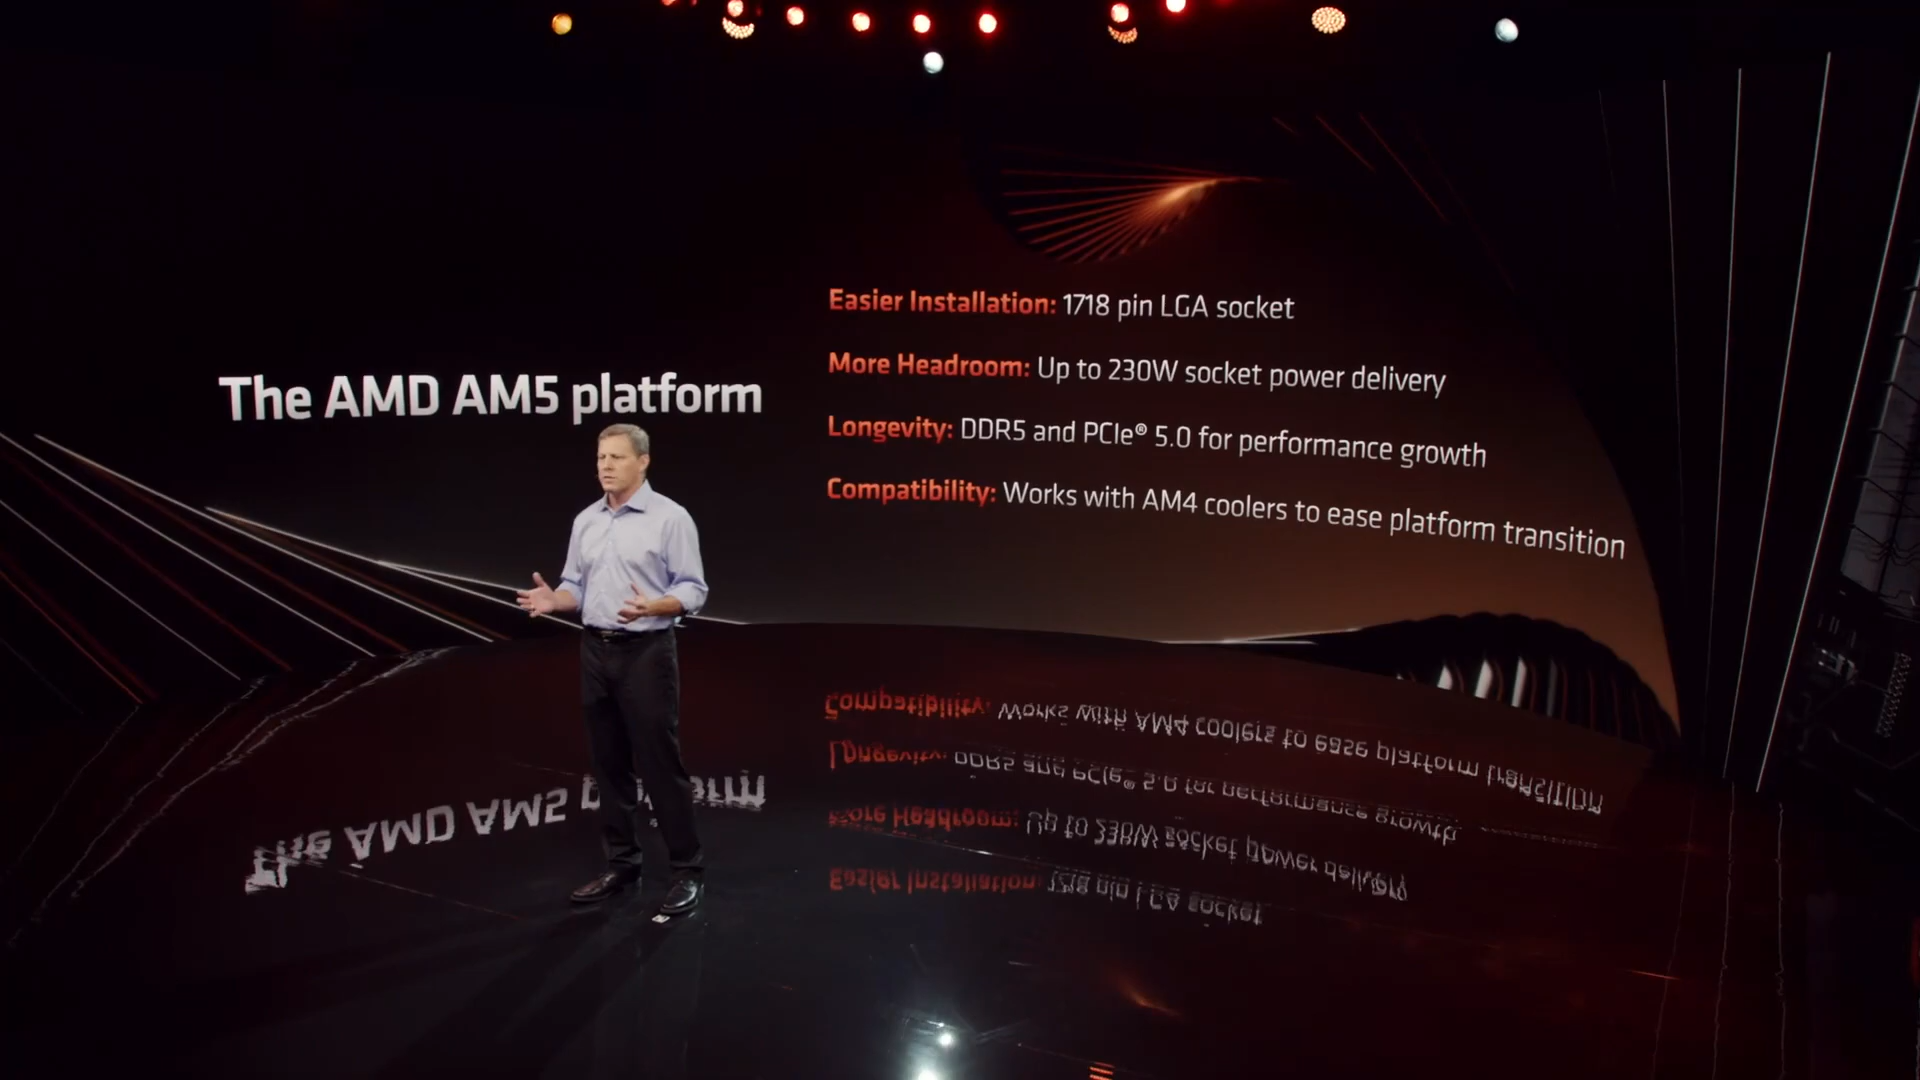 The AMD AM5 platform
Easier Installation: 1718 pin LGA socket
More Headroom: Up to 230W socket power delivery
Longevity: DDR5 and PCIe® 5.0 for performance growth
Compatibility: Works with AM4 coolers to ease platform transition